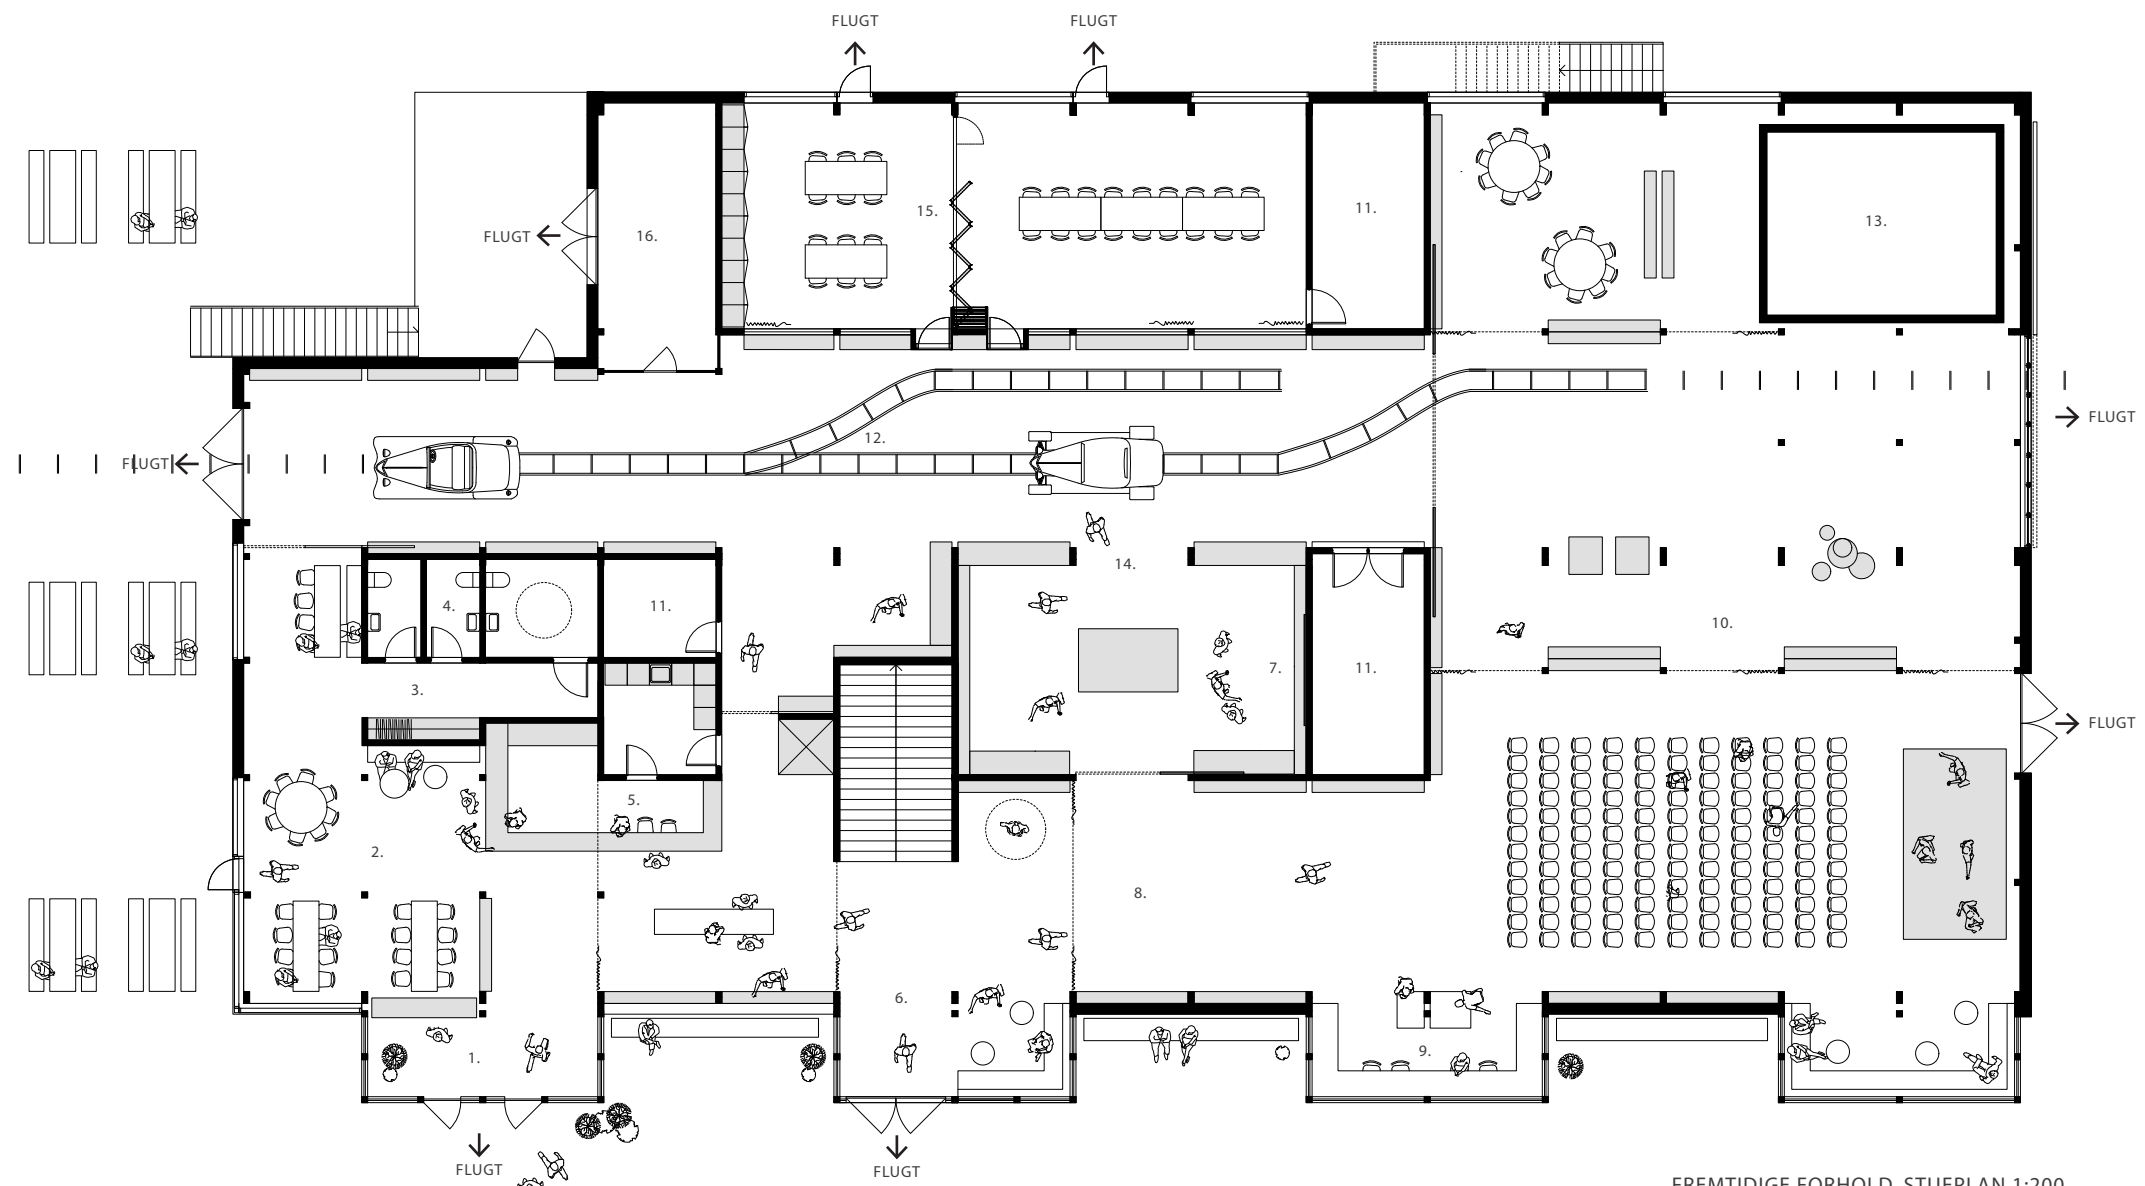 FLUGT
FLUGT
11.
15.
13.
FLUGT
16.
FLUGT
12.
FLUGT
14.
4.
11.
10.
7.
11.
3.
FLUGT
5.
2.
8.
6.
9.
1.
FLUGT
FLUGT
FREMTIDIGE FORHOLD, STUEPLAN 1:200